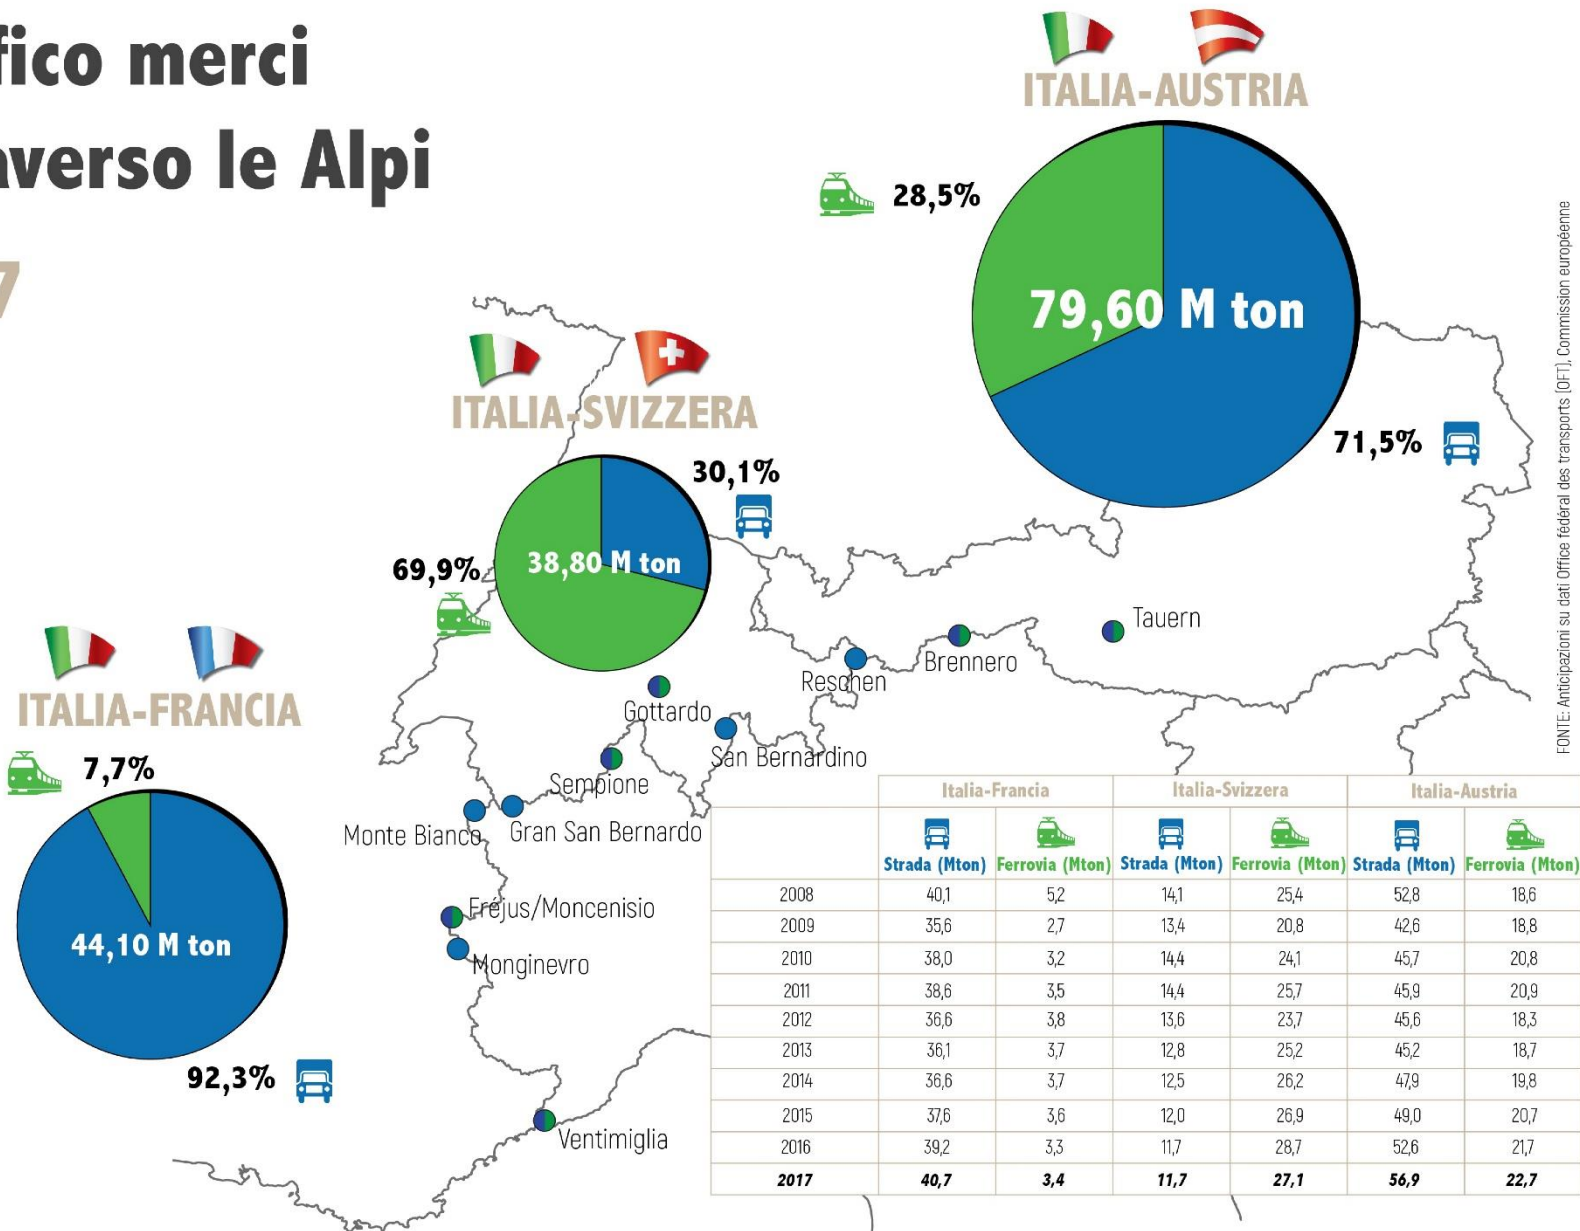 fico merci
averso le Alpi
7
ITALIA-AUSTRIA
28,5%
79,60 M ton
71,5%
ITALIA-SVIZZERA
30,1%
69,9%
38,80 M ton
ITALIA-FRANCIA
7,7%
44,10 M ton
92,3%
Tauern
Brennero
Reschen
Gottardo
San Bernardino
Sempione
Monte Bianco
Gran San Bernardo
Fréjus/Moncenisio
Monginevro
Ventimiglia
FONTE: Anticipazioni su dati Office fédéral des transports (OFT), Commission européenne
Italia-Francia Italia-Svizzera Italia-Austria
Strada (Mton) Ferrovia (Mton) Strada (Mton) Ferrovia (Mton) Strada (Mton) Ferrovia (Mton)
2008 40,1 5,2 14,1 25,4 52,8 18,6
2009 35,6 2,7 13,4 20,8 42,6 18,8
2010 38,0 3,2 14,4 24,1 45,7 20,8
2011 38,6 3,5 14,4 25,7 45,9 20,9
2012 36,6 3,8 13,6 23,7 45,6 18,3
2013 36,1 3,7 12,8 25,2 45,2 18,7
2014 36,6 3,7 12,5 26,2 47,9 19,8
2015 37,6 3,6 12,0 26,9 49,0 20,7
2016 39,2 3,3 11,7 28,7 52,6 21,7
2017 40,7 3,4 11,7 27,1 56,9 22,7